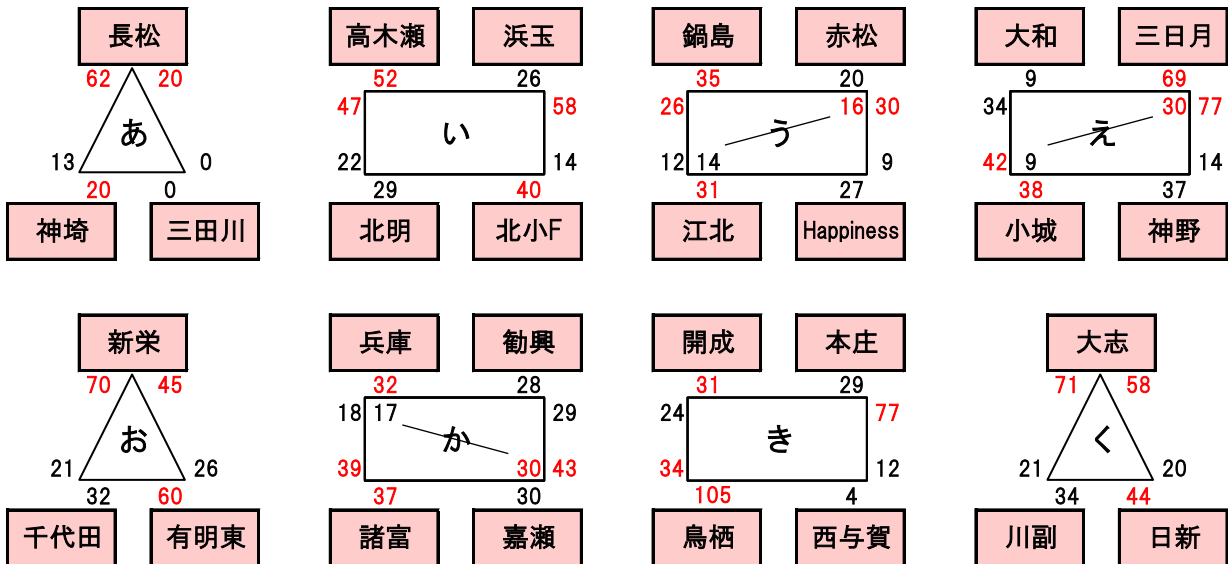 長松 高木瀬 浜玉 鍋島 赤松 大和 三日月
62 20 52 26 35 20 9 69
47 58 26 16 30 34 30 77
あ い う え
13 0 22 14 12 14 9 42 9 14
20 0 29 40 31 27 38 37
神埼 三田川 北明 北小F 江北 Happiness 小城 神野
新栄 兵庫 勧興 開成 本庄 大志
70 45 32 28 31 29 71 58
18 17 29 24 77
お か き く
21 26 39 30 43 34 12 21 20
32 60 37 30 105 4 34 44
千代田 有明東 諸富 嘉瀬 鳥栖 西与賀 川副 日新